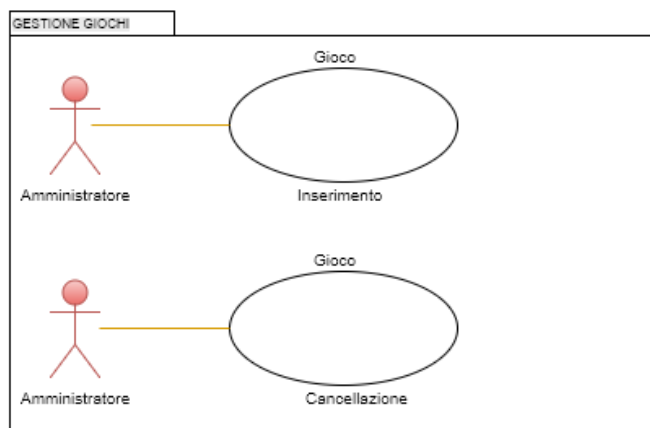 GESTIONE GIOCHI
Gioco
Amministratore
Inserimento
Gioco
Amministratore
Cancellazione